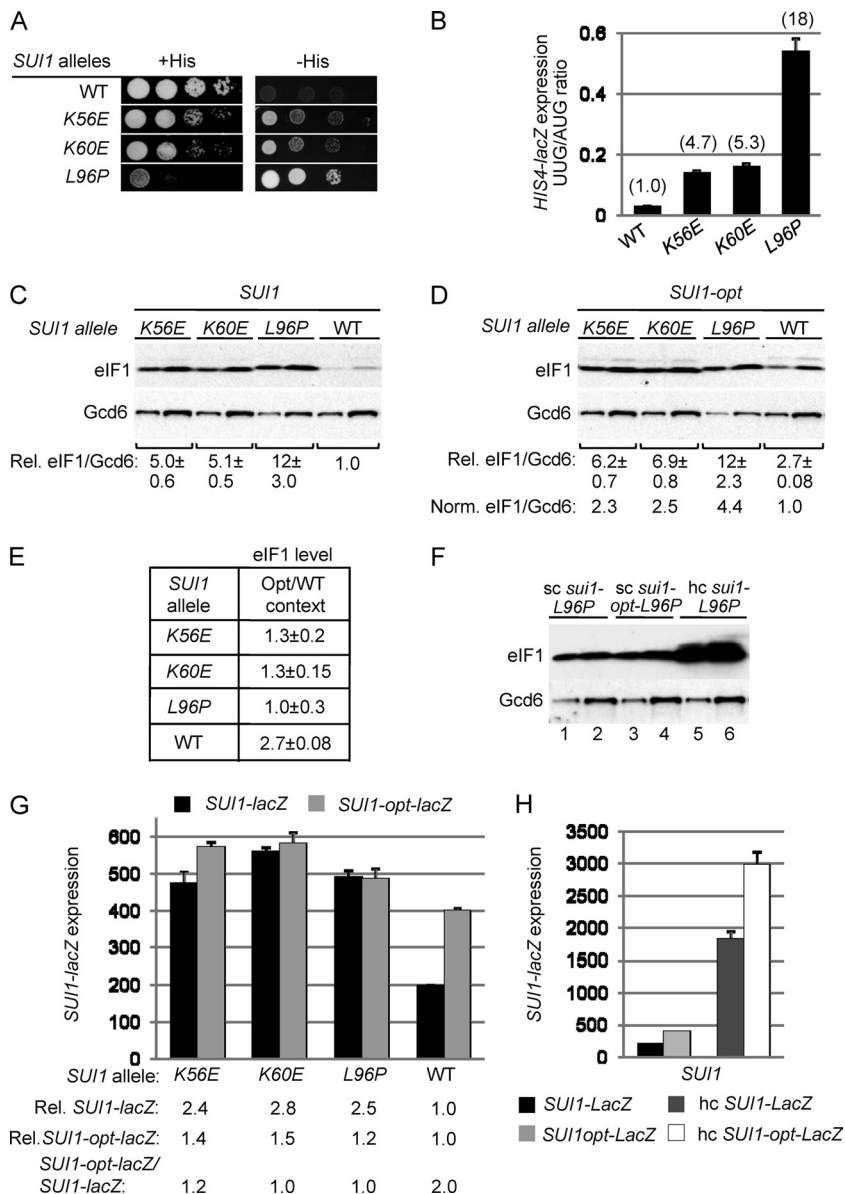 A
SUI1 alleles +His -His
WT
K56E
K60E
L96P
B
HIS4-lacZ expression
UUG/AUG ratio
0.6
0.4
0.2
0
(1.0)
(4.7)
(5.3)
(18)
WT K56E K60E L96P
C
SUI1
SUI1 allele K56E K60E L96P WT
eIF1
Gcd6
Rel. eIF1/Gcd6: 5.0± 5.1± 12± 1.0
0.6 0.5 3.0
D
SUI1-opt
SUI1 allele K56E K60E L96P WT
eIF1
Gcd6
Rel. eIF1/Gcd6: 6.2± 6.9± 12± 2.7±
0.7 0.8 2.3 0.08
Norm. eIF1/Gcd6: 2.3 2.5 4.4 1.0
E
eIF1 level
SUI1 Opt/WT
allele context
K56E 1.3±0.2
K60E 1.3±0.15
L96P 1.0±0.3
WT 2.7±0.08
F
sc sui1- sc sui1- hc sui1-
L96P opt-L96P L96P
eIF1
Gcd6
1 2 3 4 5 6
G
SUI1-lacZ SUI1-opt-lacZ
SUI1-lacZ expression
600
500
400
300
200
100
0
SUI1 allele: K56E K60E L96P WT
Rel. SUI1-lacZ: 2.4 2.8 2.5 1.0
Rel.SUI1-opt-lacZ: 1.4 1.5 1.2 1.0
SUI1-opt-lacZ/
SUI1-lacZ: 1.2 1.0 1.0 2.0
H
SUI1-lacZ expression
3500
3000
2500
2000
1500
1000
500
0
SUI1
SUI1-LacZ hc SUI1-LacZ
SUI1opt-LacZ hc SUI1-opt-LacZ